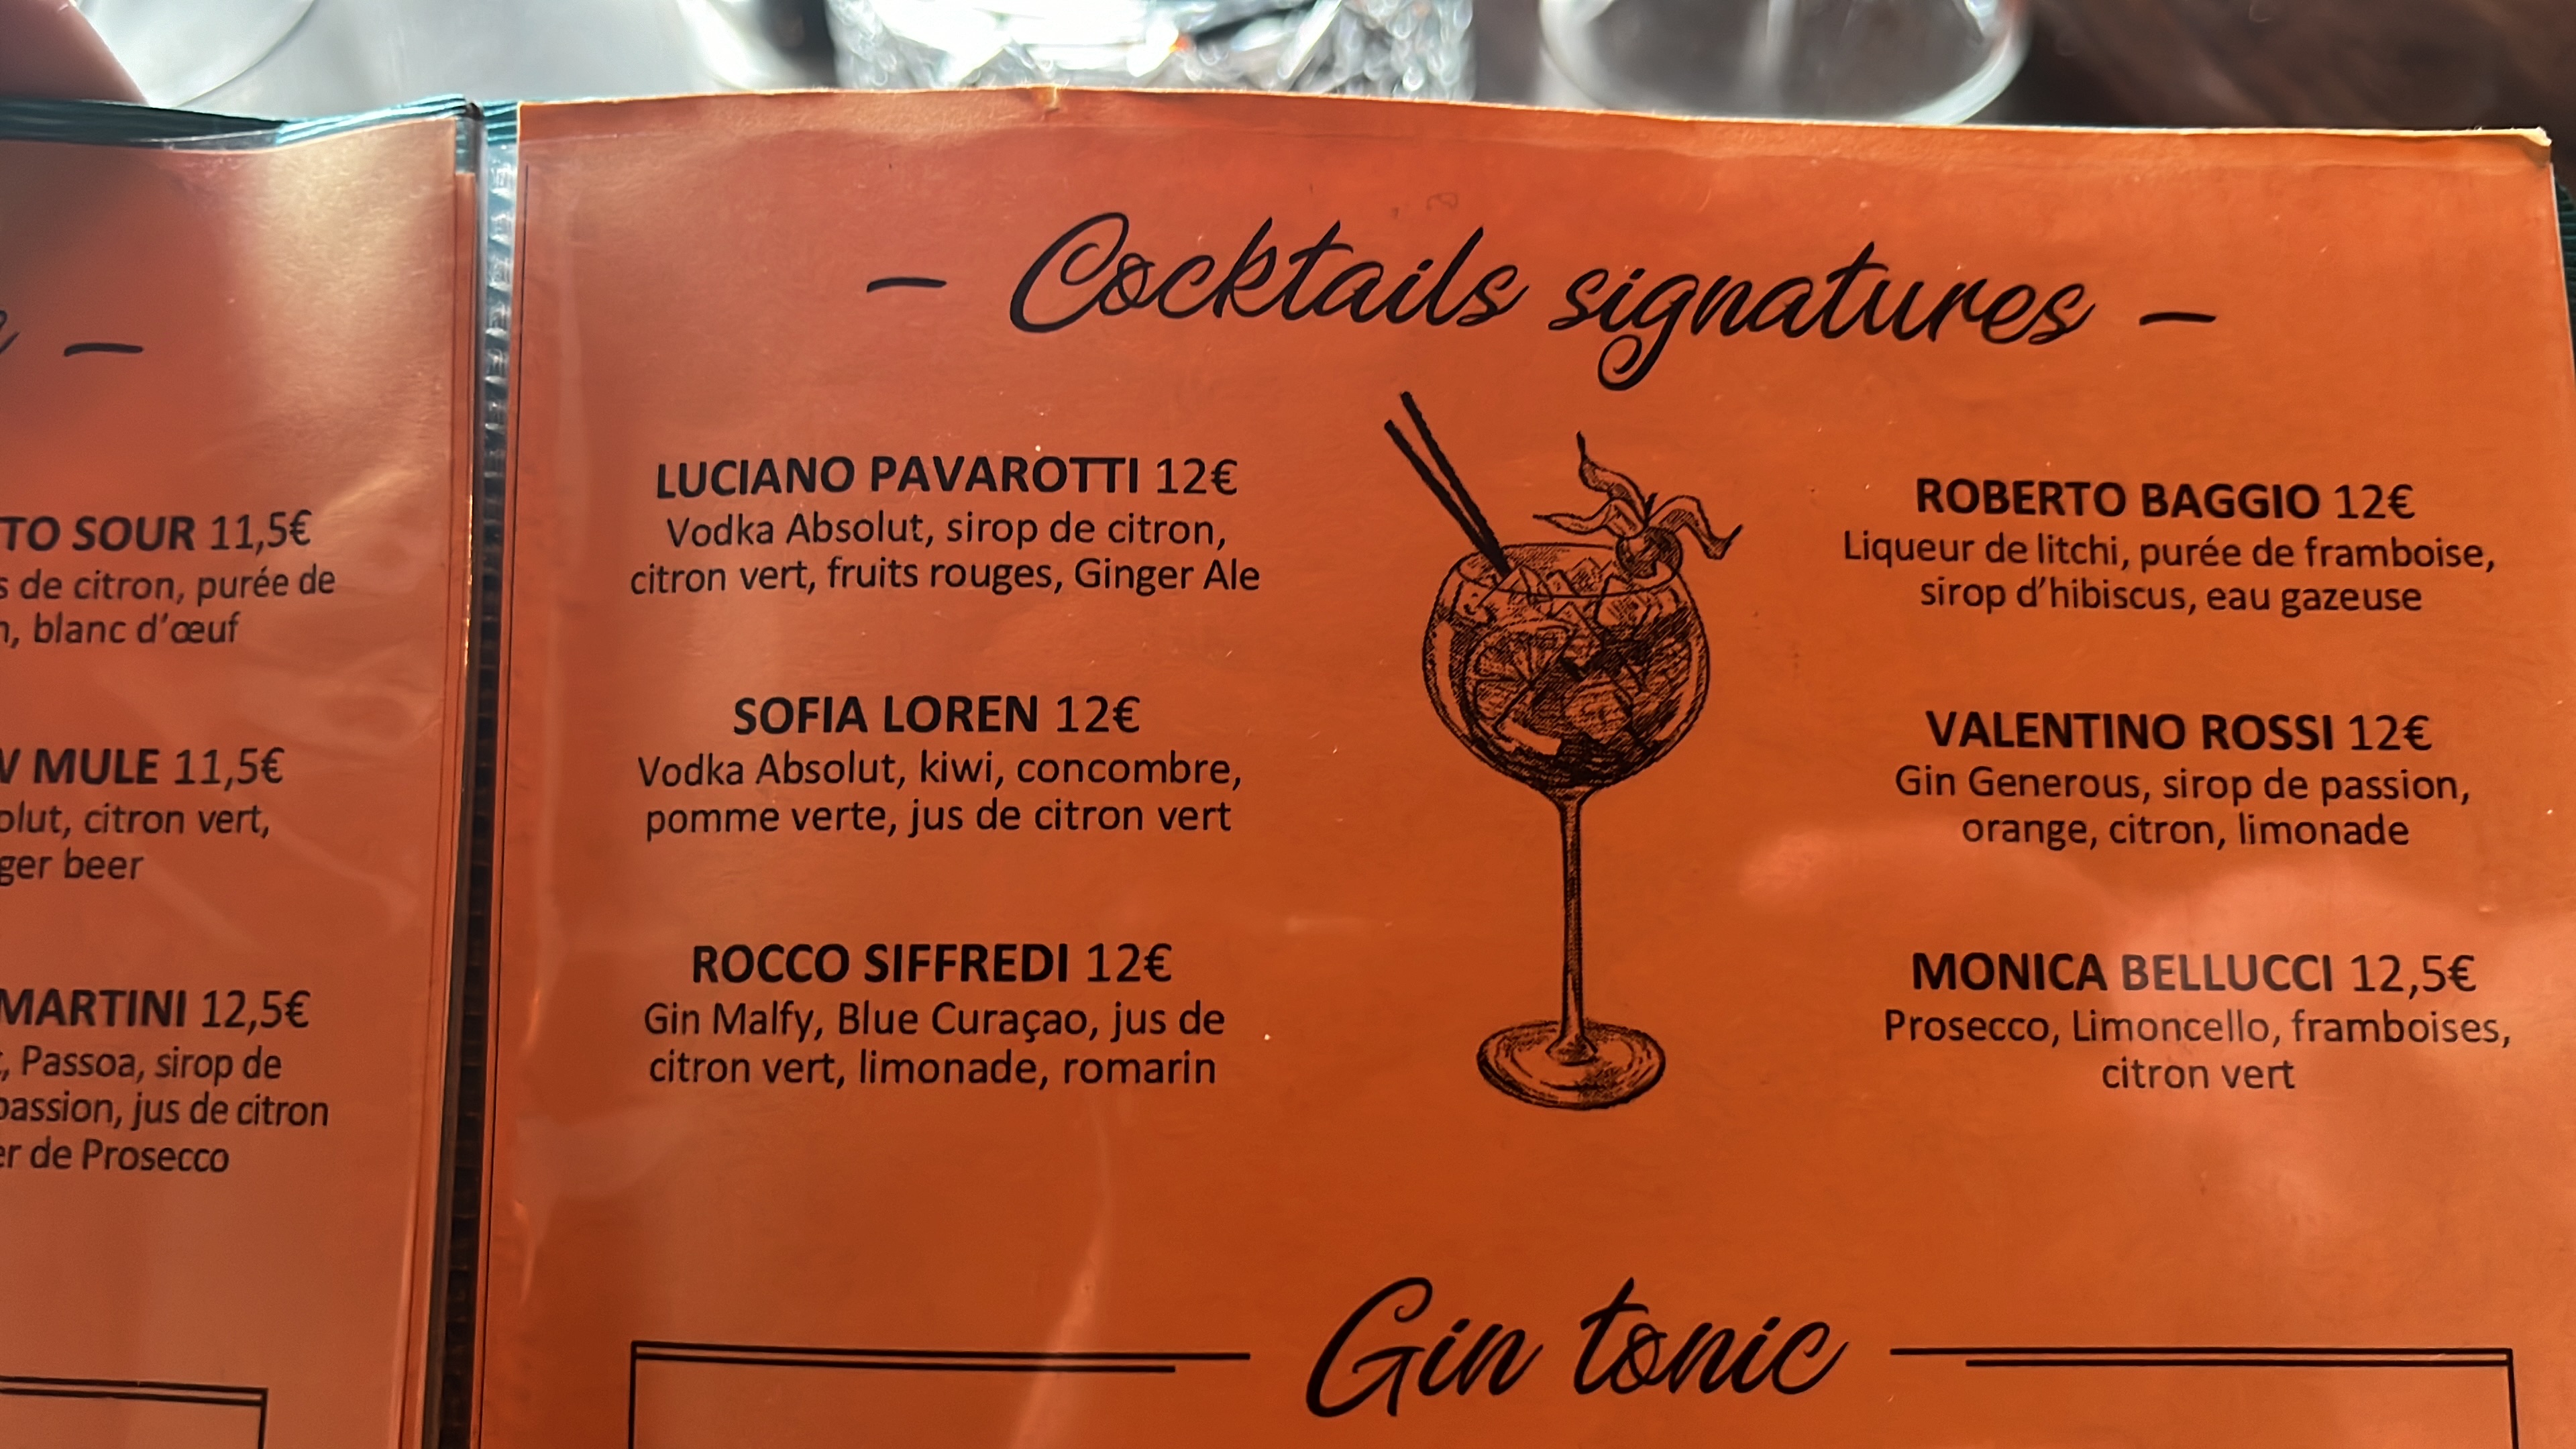 TO SOUR 11,5€
de citron, purée de
blanc d'œuf
MULE 11,5€
citron vert,
beer
MARTINI 12,5€
Passoa, sirop de
passion, jus de citron
de Prosecco
– Cocktails signatures –
LUCIANO PAVAROTTI 12€
Vodka Absolut, sirop de citron,
citron vert, fruits rouges, Ginger Ale
SOFIA LOREN 12€
Vodka Absolut, kiwi, concombre,
pomme verte, jus de citron vert
ROCCO SIFFREDI 12€
Gin Malfy, Blue Curaçao, jus de
citron vert, limonade, romarin
ROBERTO BAGGIO 12€
Liqueur de litchi, purée de framboise,
sirop d'hibiscus, eau gazeuse
VALENTINO ROSSI 12€
Gin Generous, sirop de passion,
orange, citron, limonade
MONICA BELLUCCI 12,5€
Prosecco, Limoncello, framboises,
citron vert
Gin tonic